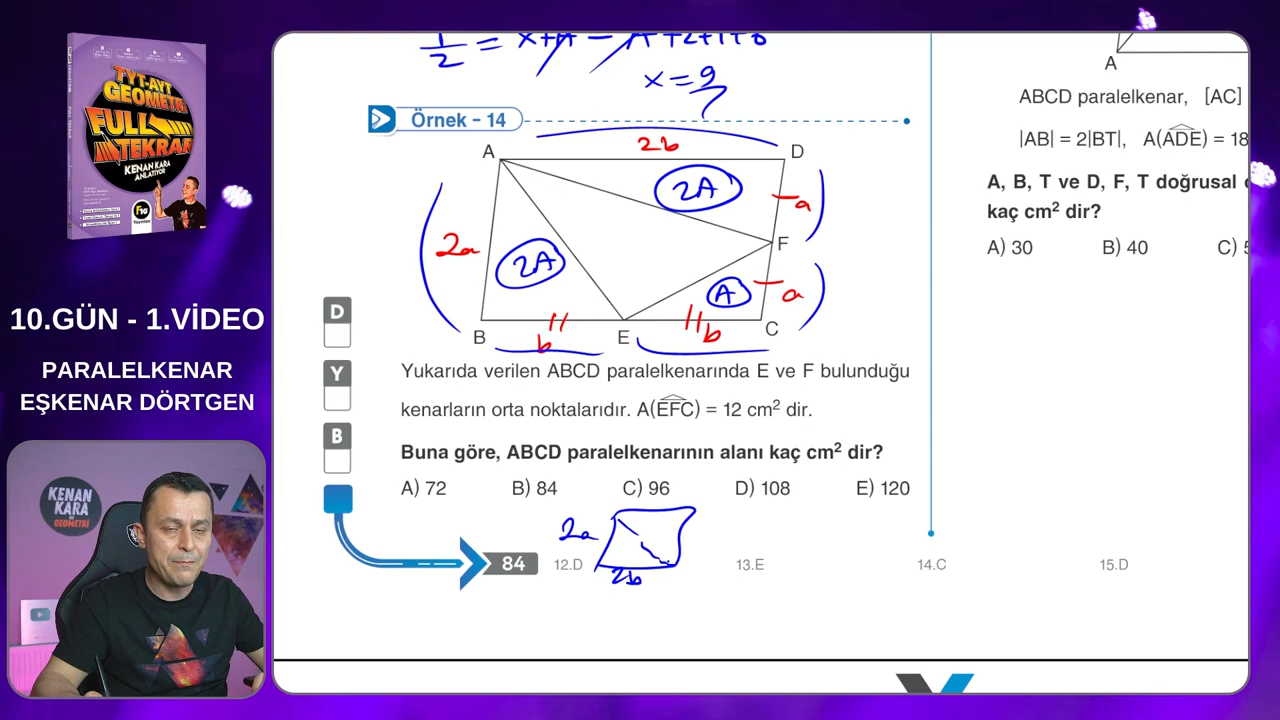 TYT-AYT
GEOMETRİ
FULL
TEKRAR
KENAN KARA
ANLATIYOR
10.GÜN - 1.VİDEO
PARALELKENAR
EŞKENAR DÖRTGEN
KENAN
KARA
ile
GEOMETRİ
1/2 =
x = 9
Örnek - 14
A 2b D
2A
a
2a 2A F
A a
B b E b C
D
Y
B
Yukarıda verilen ABCD paralelkenarında E ve F bulunduğu
kenarların orta noktalarıdır. A(EFC) = 12 cm² dir.
Buna göre, ABCD paralelkenarının alanı kaç cm² dir?
A) 72 B) 84 C) 96 D) 108 E) 120
2a
2b
84 12.D 13.E 14.C 15.D
A
ABCD paralelkenar, [AC]
|AB| = 2|BT|, A(ADE) = 18
A, B, T ve D, F, T doğrusal
kaç cm² dir?
A) 30 B) 40 C)